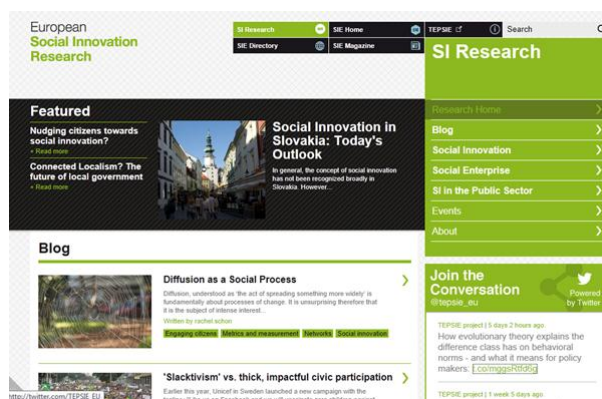 European
Social Innovation
Research
SI Research
SIE Home
TEPSIE
Search
SIE Directory
SIE Magazine
SI Research
Featured
Nudging citizens towards
social innovation?
+ Read more
Connected Localism? The
future of local government
+ Read more
Social Innovation in
Slovakia: Today's
Outlook
In general, the concept of social innovation
has not been recognized broadly in
Slovakia. However...
Research Home
Blog
Social Innovation
Social Enterprise
SI in the Public Sector
Events
About
Blog
Diffusion as a Social Process
Diffusion, understood as 'the act of spreading something more widely' is
fundamentally about processes of change. It is unsurprising therefore that
it is the subject of intense interest...
Written by rachel schon
Engaging citizens Metrics and measurement Networks Social innovation
'Slacktivism' vs. thick, impactful civic participation
Earlier this year, Unicef in Sweden launched a new campaign with the
Join the
Conversation
@tepsie_eu
Powered
by Twitter
TEPSIE project | 5 days 2 hours ago
How evolutionary theory explains the
difference class has on behavioral
norms - and what it means for policy
makers:
TEPSIE project | 1 week 5 days ago
http://twitter.com/TEPSIE_EU